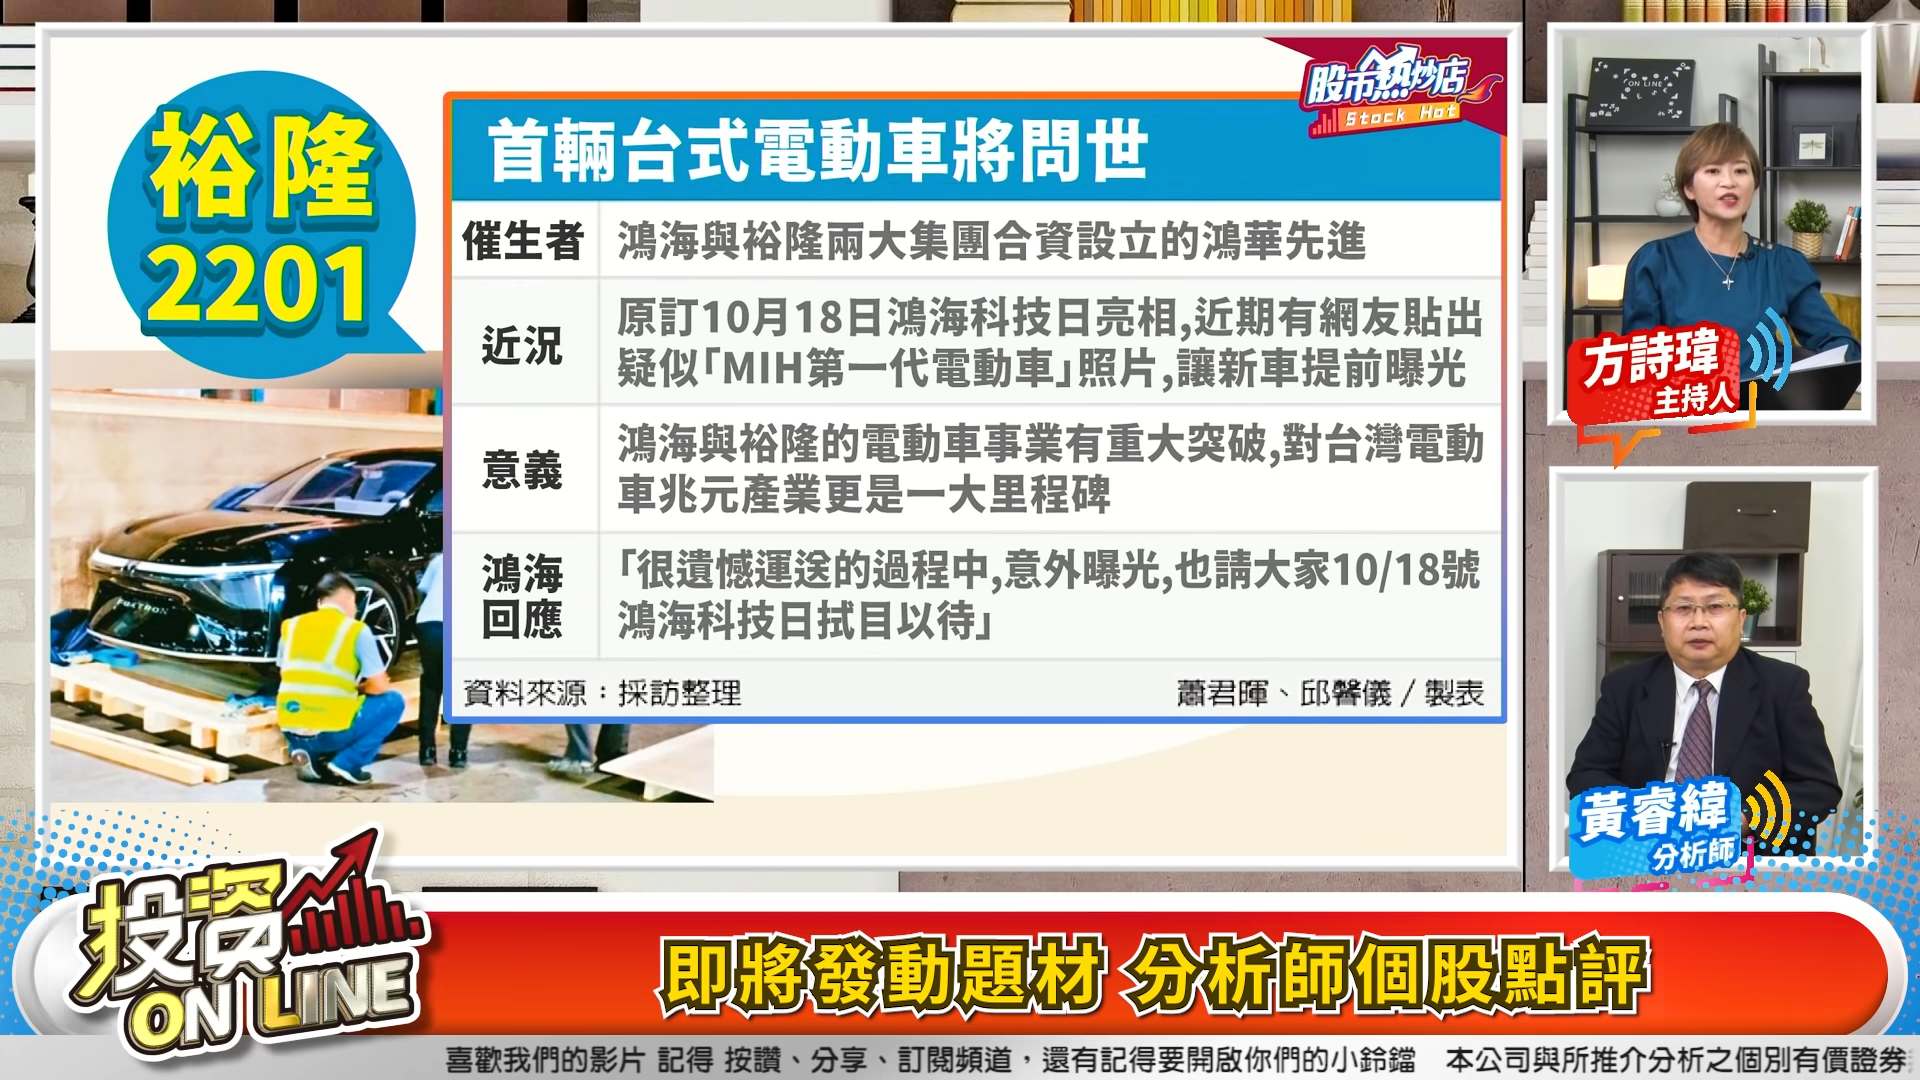 裕隆
2201
股市熱炒店
Stock Hot
首輛台式電動車將問世
催生者
鴻海與裕隆兩大集團合資設立的鴻華先進
近況
原訂10月18日鴻海科技日亮相,近期有網友貼出
疑似「MIH第一代電動車」照片,讓新車提前曝光
意義
鴻海與裕隆的電動車事業有重大突破,對台灣電動
車兆元產業更是一大里程碑
鴻海
回應
「很遺憾運送的過程中,意外曝光,也請大家10/18號
鴻海科技日拭目以待」
資料來源：採訪整理
蕭君暉、邱馨儀／製表
FOXTRON
ON LINE
方詩瑋
主持人
黃睿緯
分析師
投資
ON LINE
即將發動題材 分析師個股點評
喜歡我們的影片 記得 按讚、分享、訂閱頻道，還有記得要開啟你們的小鈴鐺 本公司與所推介分析之個別有價證券